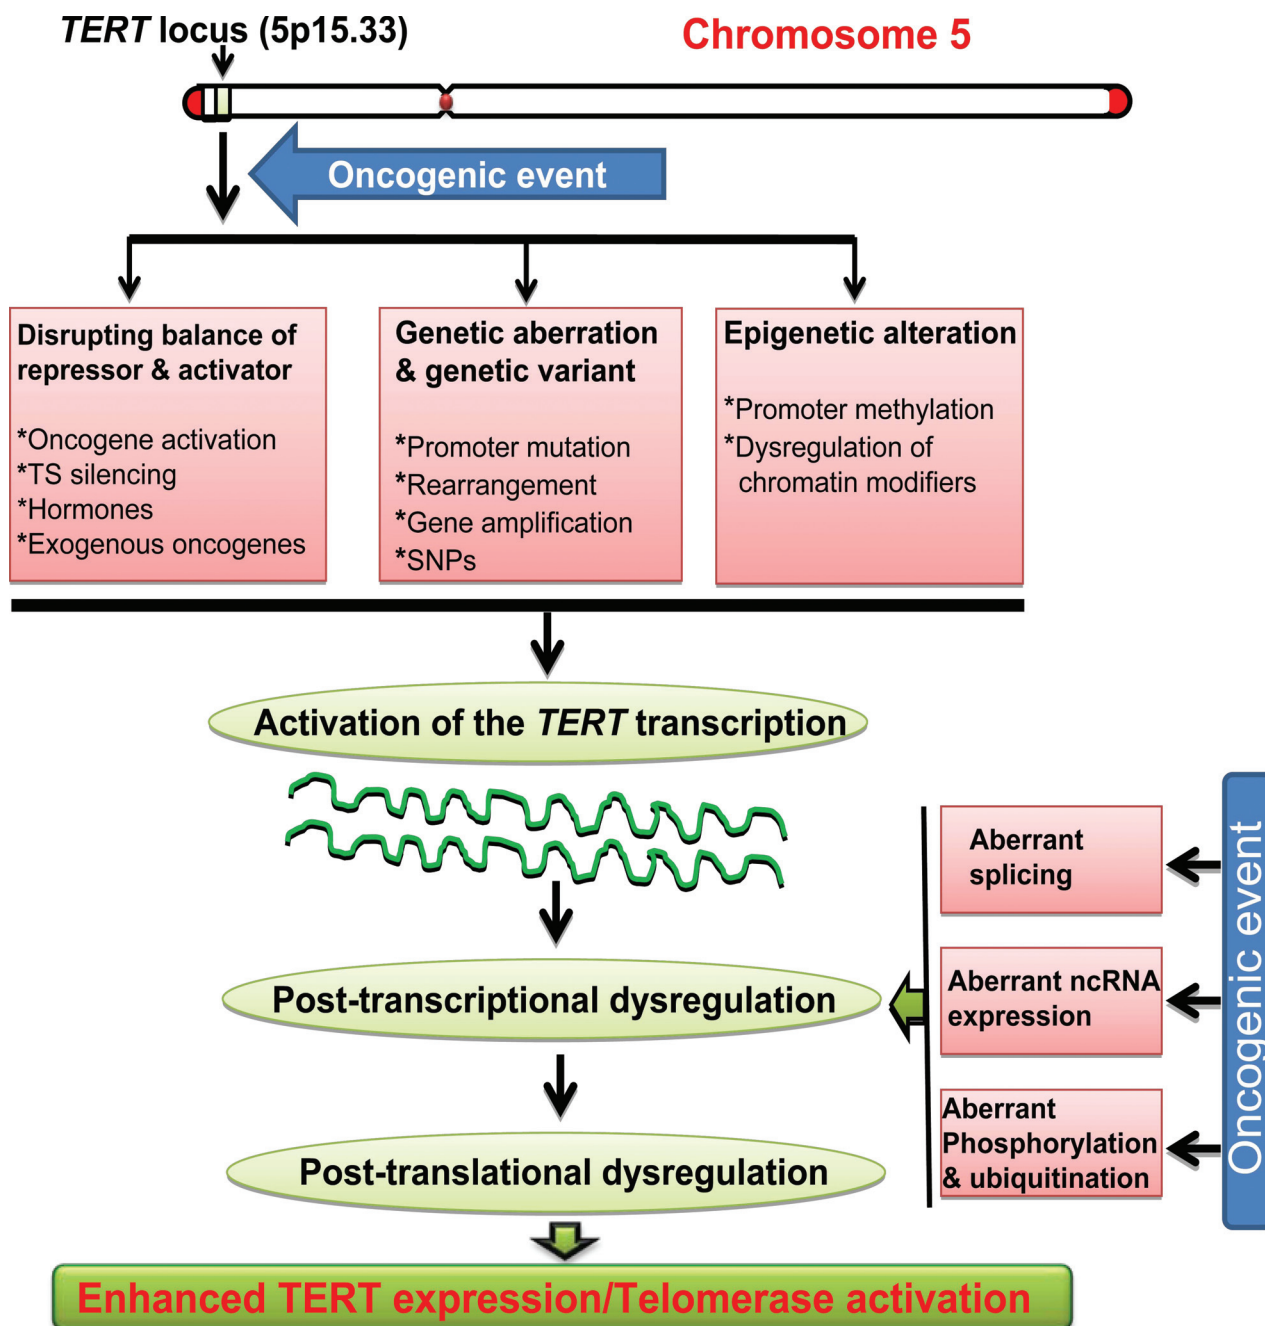 TERT locus (5p15.33)
Chromosome 5
Oncogenic event
Disrupting balance of
repressor & activator
*Oncogene activation
*TS silencing
*Hormones
*Exogenous oncogenes
Genetic aberration
& genetic variant
*Promoter mutation
*Rearrangement
*Gene amplification
*SNPs
Epigenetic alteration
*Promoter methylation
*Dysregulation of
chromatin modifiers
Activation of the TERT transcription
Aberrant
splicing
Aberrant ncRNA
expression
Aberrant
Phosphorylation
& ubiquitination
Oncogenic event
Post-transcriptional dysregulation
Post-translational dysregulation
Enhanced TERT expression/Telomerase activation